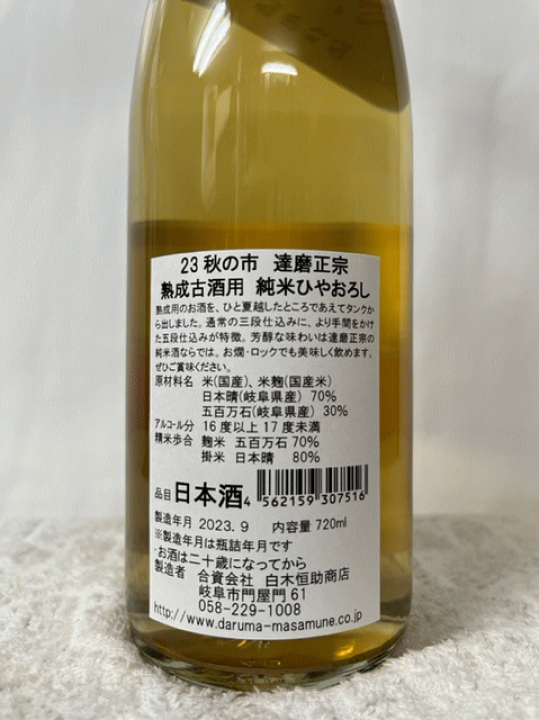 23秋の市 達磨正宗
熟成古酒用 純米ひやおろし
熟成用のお酒を、ひと夏越したところであえてタンクか
ら出しました。通常の三段仕込みに、より手間をかけ
た五段仕込みが特徴。芳醇な味わいは達磨正宗の
純米酒ならでは。お燗・ロックでも美味しく飲めます。
ぜひご賞味ください。
原材料名 米(国産)、米麹(国産米)
日本晴(岐阜県産) 70%
五百万石(岐阜県産) 30%
アルコール分 16度以上17度未満
精米歩合 麹米 五百万石 70%
掛米 日本晴 80%
品目 日本酒
4 562159 307516
製造年月 2023.9 内容量 720ml
※製造年月は瓶詰年月です
・お酒は二十歳になってから
製造者 合資会社 白木恒助商店
岐阜市門屋門61
058-229-1008
http://www.daruma-masamune.co.jp